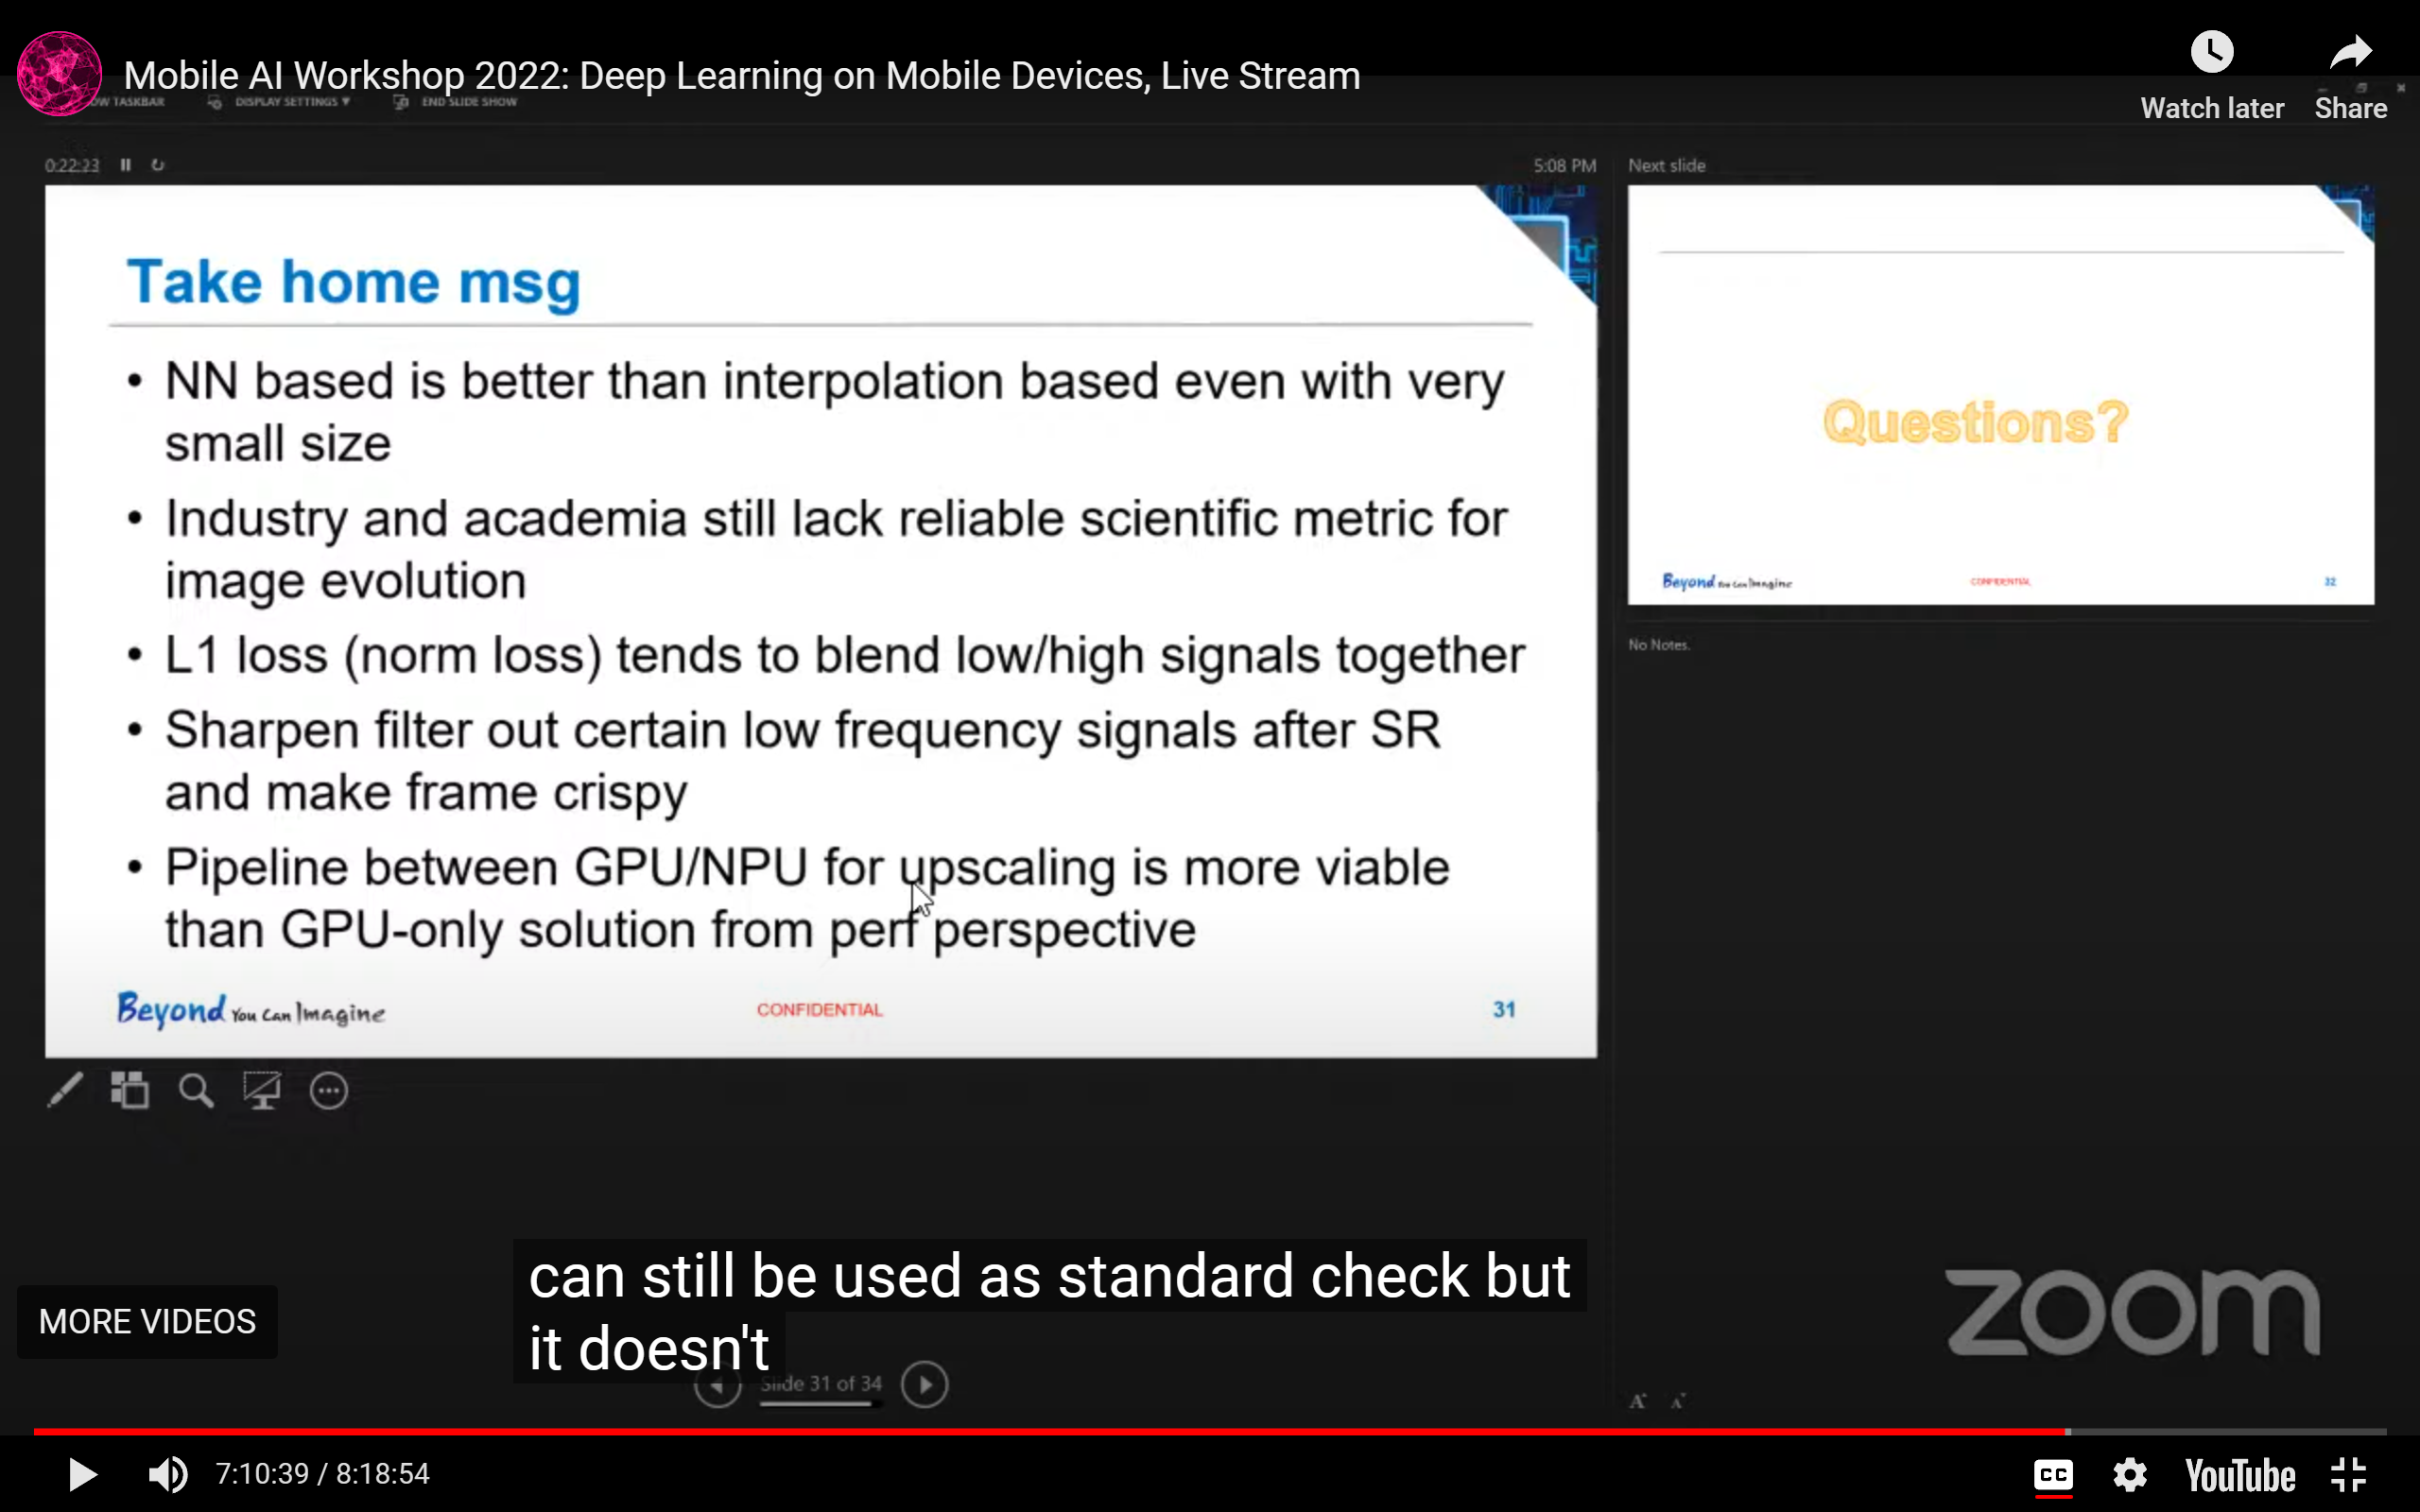 Mobile AI Workshop 2022: Deep Learning on Mobile Devices, Live Stream
Watch later
Share
OW TASKBAR
DISPLAY SETTINGS ▼
END SLIDE SHOW
0:22:23
5:08 PM
Next slide
Take home msg
• NN based is better than interpolation based even with very
small size
• Industry and academia still lack reliable scientific metric for
image evolution
• L1 loss (norm loss) tends to blend low/high signals together
• Sharpen filter out certain low frequency signals after SR
and make frame crispy
• Pipeline between GPU/NPU for upscaling is more viable
than GPU-only solution from perf perspective
Beyond You Can Imagine
CONFIDENTIAL
31
Questions?
Beyond You Can Imagine
CONFIDENTIAL
32
No Notes.
can still be used as standard check but
it doesn't
MORE VIDEOS
zoom
Slide 31 of 34
A
A
7:10:39 / 8:18:54
CC
YouTube